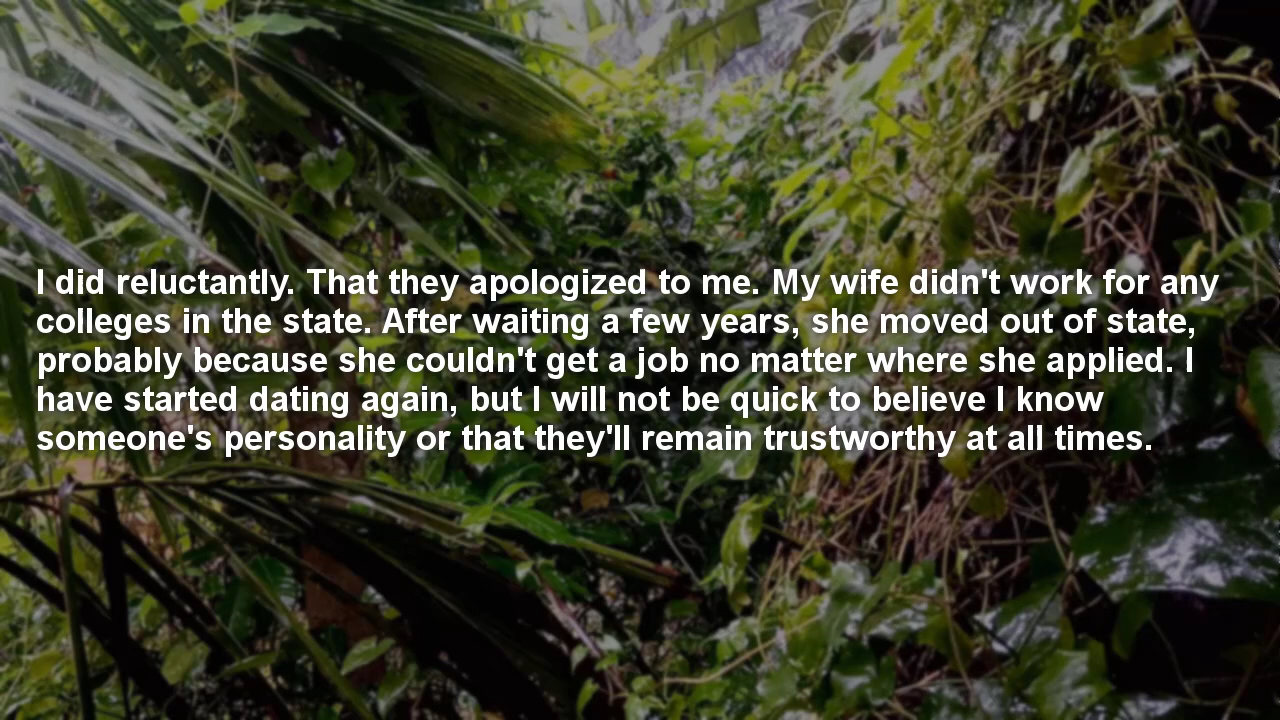 I did reluctantly. That they apologized to me. My wife didn't work for any
colleges in the state. After waiting a few years, she moved out of state,
probably because she couldn't get a job no matter where she applied. I
have started dating again, but I will not be quick to believe I know
someone's personality or that they'll remain trustworthy at all times.